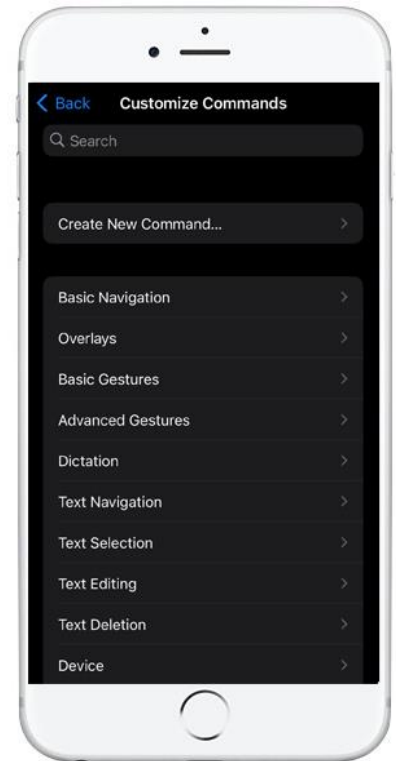 Back Customize Commands
Search
Create New Command...
Basic Navigation
Overlays
Basic Gestures
Advanced Gestures
Dictation
Text Navigation
Text Selection
Text Editing
Text Deletion
Device